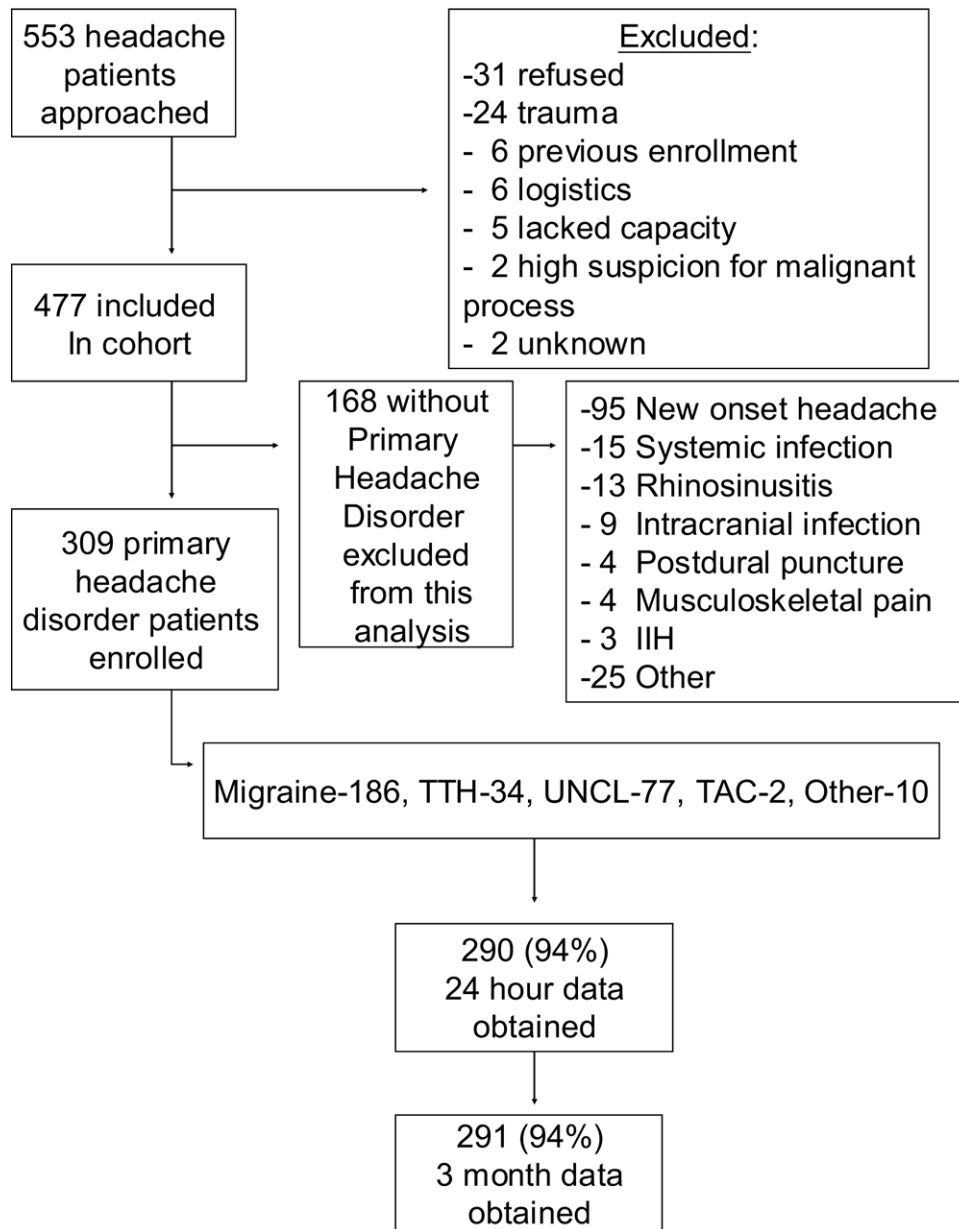 553 headache
patients
approached
Excluded:
-31 refused
-24 trauma
- 6 previous enrollment
- 6 logistics
- 5 lacked capacity
- 2 high suspicion for malignant
process
- 2 unknown
477 included
In cohort
168 without
Primary
Headache
Disorder
excluded
from this
analysis
-95 New onset headache
-15 Systemic infection
-13 Rhinosinusitis
- 9 Intracranial infection
- 4 Postdural puncture
- 4 Musculoskeletal pain
- 3 IIH
-25 Other
309 primary
headache
disorder patients
enrolled
Migraine-186, TTH-34, UNCL-77, TAC-2, Other-10
290 (94%)
24 hour data
obtained
291 (94%)
3 month data
obtained